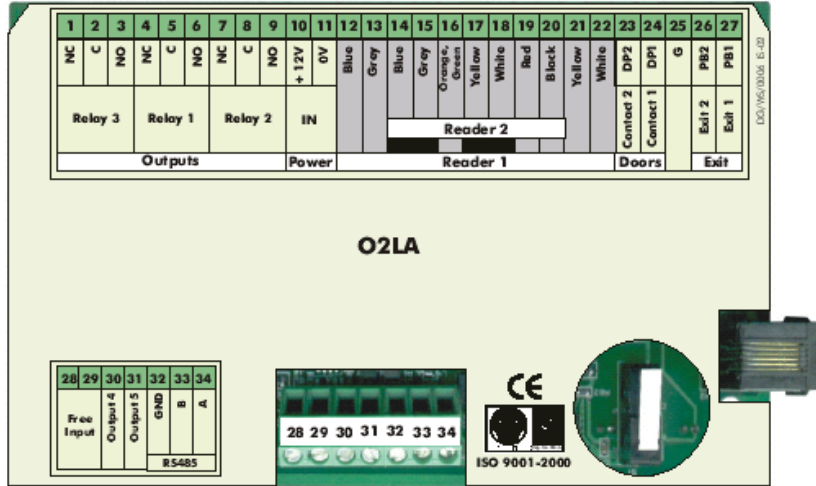 1 2 3 4 5 6 7 8 9 10 11 12 13 14 15 16 17 18 19 20 21 22 23 24 25 26 27
NC C NO NC C NO NC C NO + 12V 0V Blue Grey Blue Grey Orange, Green Yellow White Red Black Yellow White DP2 DP1 G PB2 PB1
Relay 3 Relay 1 Relay 2 IN Contact 2 Contact 1 Exit 2 Exit 1
Reader 2
Outputs Power Reader 1 Doors Exit
O2LA
28 29 30 31 32 33 34
Free Input Output 4 Output 5 GND B A
RS485
28 29 30 31 32 33 34
CE
ISO 9001-2000